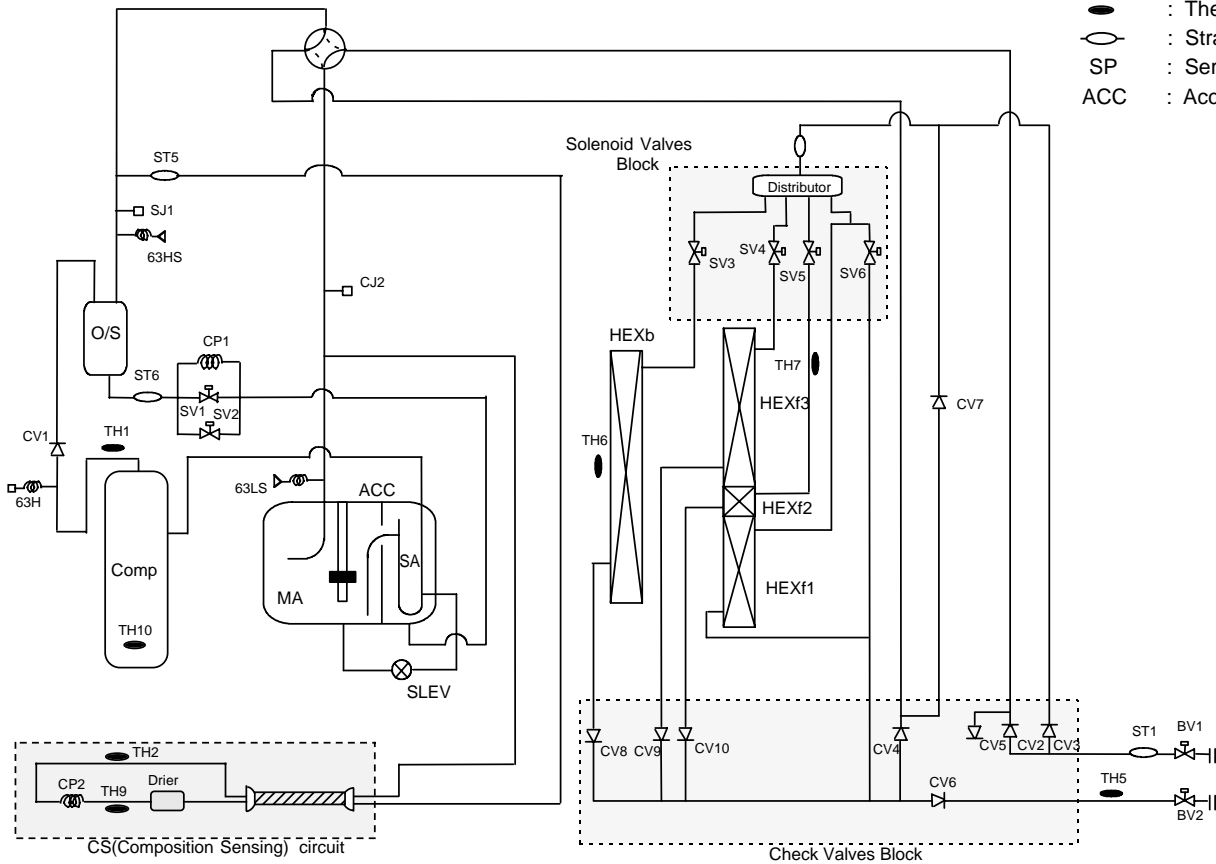 : The
: Stra
SP : Ser
ACC : Acc
Solenoid Valves
Block
ST5
Distributor
SJ1
63HS
SV3
SV4
SV5
SV6
CJ2
O/S
CP1
HEXb
TH7
ST6
SV1
SV2
HEXf3
CV7
CV1
TH1
TH6
63H
63LS
ACC
HEXf2
Comp
SA
MA
HEXf1
TH10
SLEV
TH2
CV8
CV9
CV10
CV4
CV5
CV2
CV3
ST1
BV1
CP2
Drier
TH9
CV6
TH5
BV2
CS(Composition Sensing) circuit
Check Valves Block